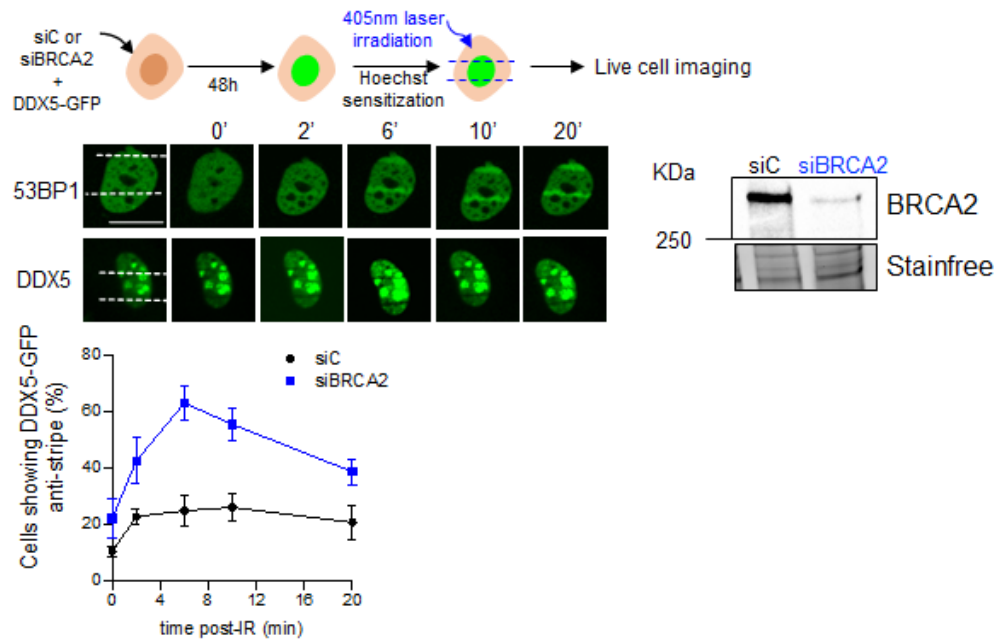 siC or
siBRCA2
+
DDX5-GFP
48h
Hoechst
sensitization
405nm laser
irradiation
Live cell imaging
0' 2' 6' 10' 20'
53BP1
DDX5
KDa
siC siBRCA2
BRCA2
250
Stainfree
Cells showing DDX5-GFP
anti-stripe (%)
siC
siBRCA2
80
60
40
20
0
0 4 8 12 16 20
time post-IR (min)